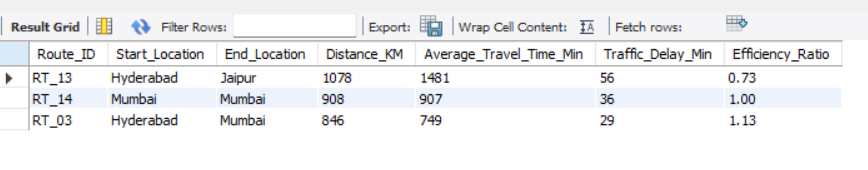 Result Grid Filter Rows: Export: Wrap Cell Content: IA Fetch rows:
Route_ID Start_Location End_Location Distance_KM Average_Travel_Time_Min Traffic_Delay_Min Efficiency_Ratio
RT_13 Hyderabad Jaipur 1078 1481 56 0.73
RT_14 Mumbai Mumbai 908 907 36 1.00
RT_03 Hyderabad Mumbai 846 749 29 1.13